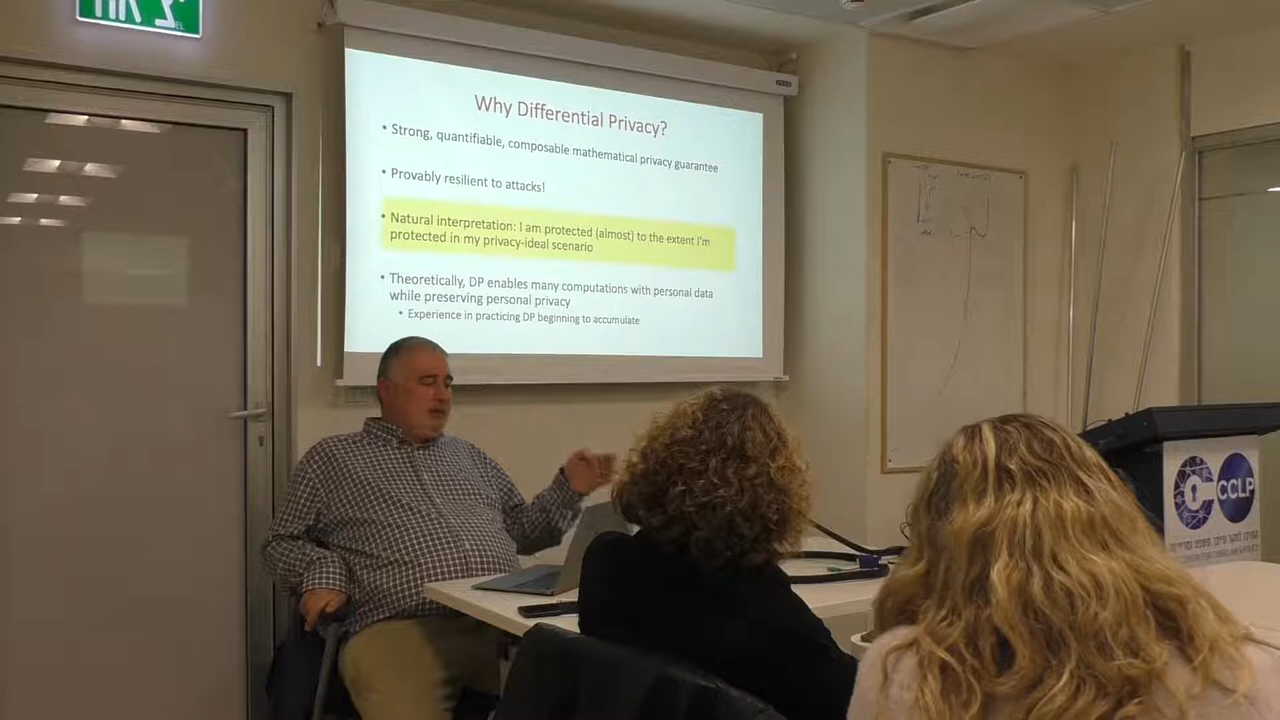 Why Differential Privacy?
• Strong, quantifiable, composable mathematical privacy guarantee
• Provably resilient to attacks!
• Natural interpretation: I am protected (almost) to the extent I'm
protected in my privacy-ideal scenario
• Theoretically, DP enables many computations with personal data
while preserving personal privacy
• Experience in practicing DP beginning to accumulate
CCLP